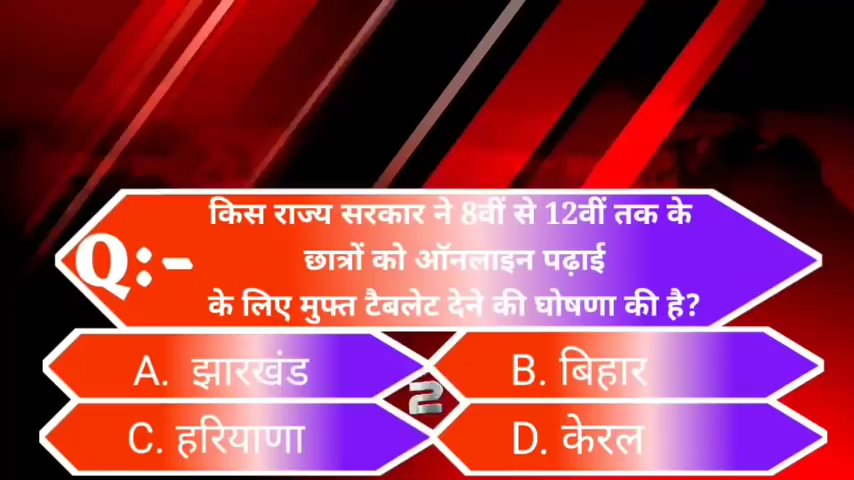 किस राज्य सरकार ने 8वीं से 12वीं तक के
Q:- छात्रों को ऑनलाइन पढ़ाई
के लिए मुफ्त टैबलेट देने की घोषणा की है?
A. झारखंड
B. बिहार
2
C. हरियाणा
D. केरल